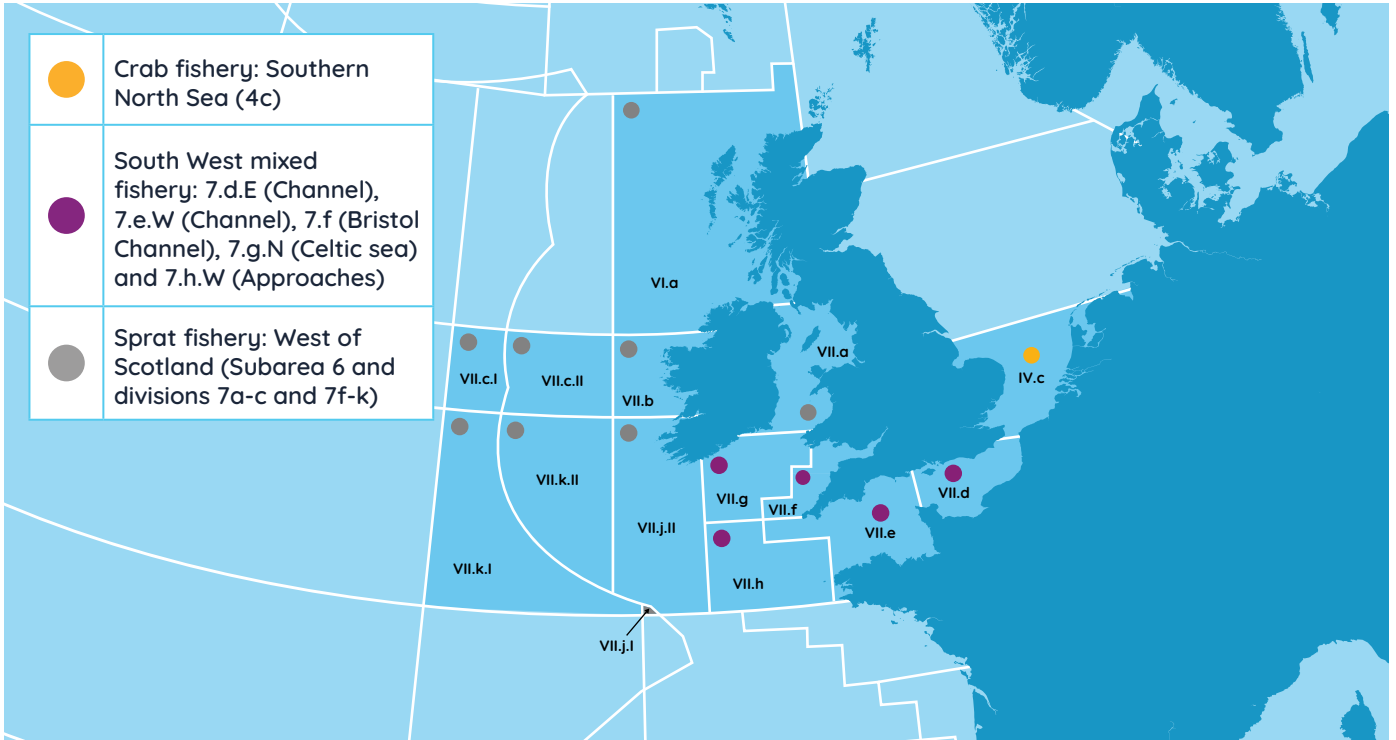 Crab fishery: Southern
North Sea (4c)
South West mixed
fishery: 7.d.E (Channel),
7.e.W (Channel), 7.f (Bristol
Channel), 7.g.N (Celtic sea)
and 7.h.W (Approaches)
Sprat fishery: West of
Scotland (Subarea 6 and
divisions 7a-c and 7f-k)
VI.a
VII.a
VII.c.I
VII.c.II
VII.b
IV.c
VII.k.II
VII.g
VII.f
VII.d
VII.j.II
VII.e
VII.k.I
VII.h
VII.j.I